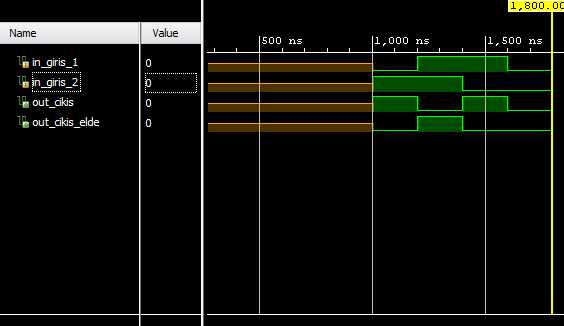 1,800.00
Name Value
500 ns 1,000 ns 1,500 ns
in_giris_1 0
in_giris_2 0
out_cikis 0
out_cikis_elde 0